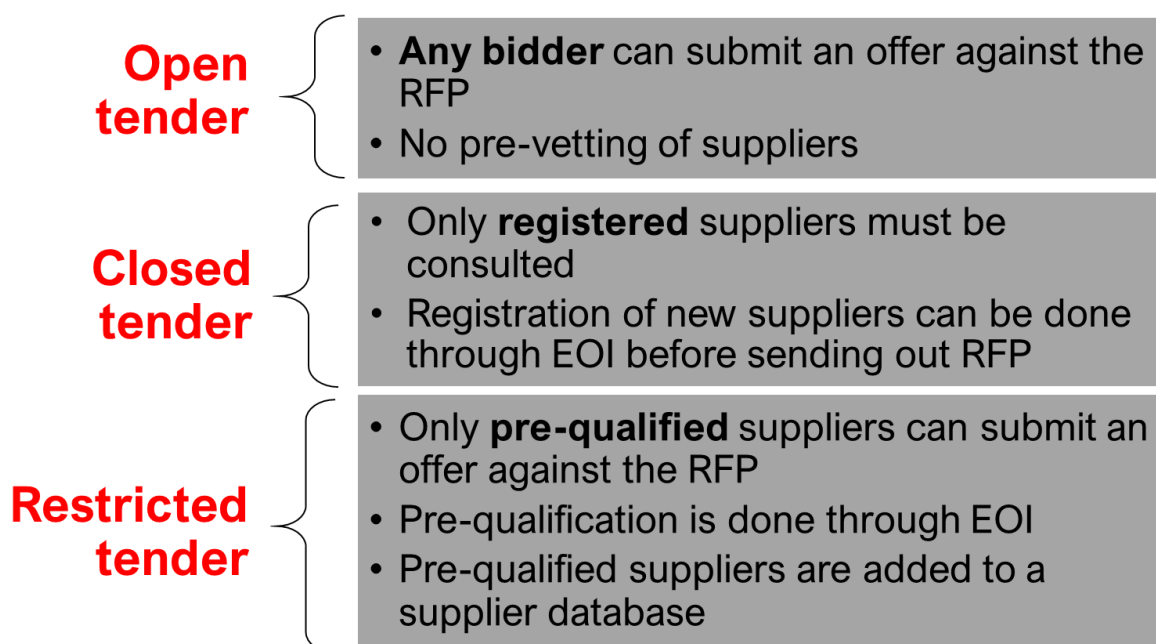 Open
tender
• Any bidder can submit an offer against the
RFP
• No pre-vetting of suppliers
Closed
tender
• Only registered suppliers must be
consulted
• Registration of new suppliers can be done
through EOI before sending out RFP
Restricted
tender
• Only pre-qualified suppliers can submit an
offer against the RFP
• Pre-qualification is done through EOI
• Pre-qualified suppliers are added to a
supplier database